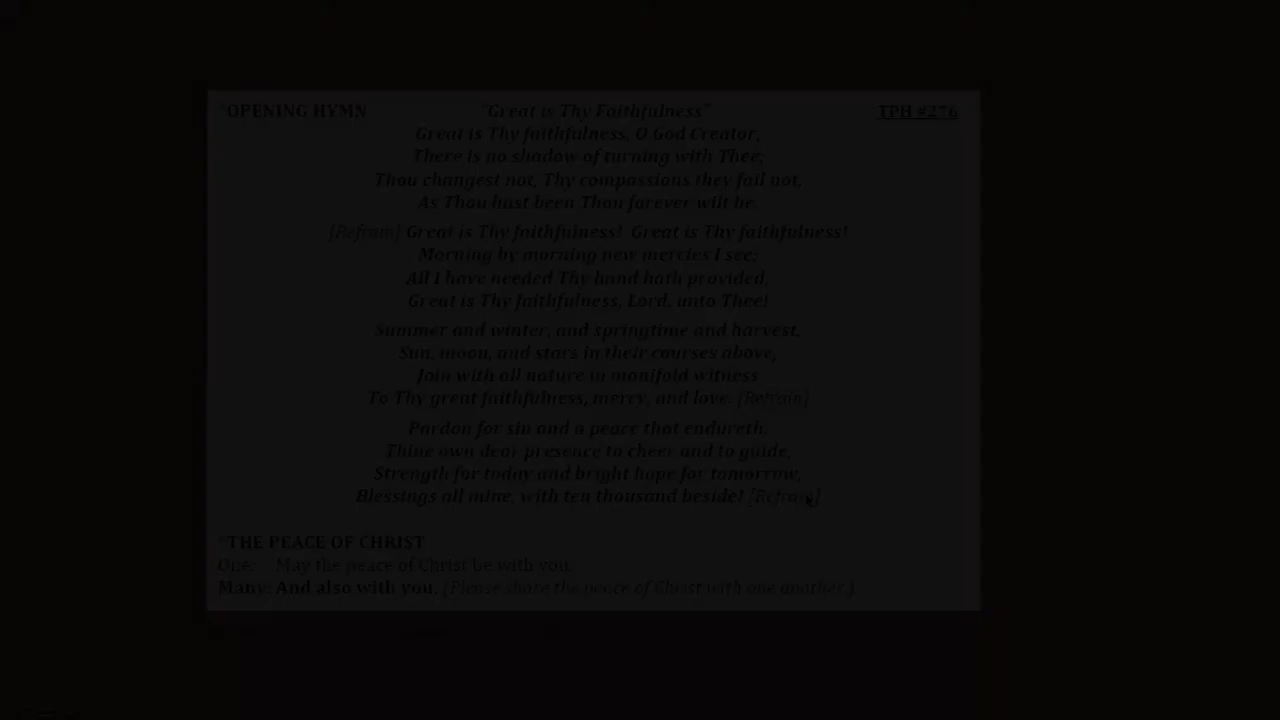 *OPENING HYMN "Great is Thy Faithfulness" TPH #276
Great is Thy faithfulness, O God Creator,
There is no shadow of turning with Thee;
Thou changest not, Thy compassions they fail not,
As Thou hast been Thou forever wilt be.
[Refrain] Great is Thy faithfulness! Great is Thy faithfulness!
Morning by morning new mercies I see;
All I have needed Thy hand hath provided,
Great is Thy faithfulness, Lord, unto Thee!
Summer and winter, and springtime and harvest,
Sun, moon, and stars in their courses above,
Join with all nature in manifold witness
To Thy great faithfulness, mercy, and love. [Refrain]
Pardon for sin and a peace that endureth.
Thine own dear presence to cheer and to guide,
Strength for today and bright hope for tomorrow,
Blessings all mine, with ten thousand beside! [Refrain]
*THE PEACE OF CHRIST
One: May the peace of Christ be with you.
Many: And also with you. (Please share the peace of Christ with one another.)